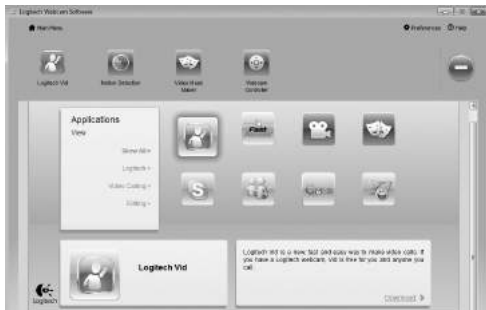 Logitech Webcam Software
Main Menu
Preferences
Help
Logitech Vid
Motion Detection
Video Mask
Maker
Webcam
Controller
Applications
View
Show All>
Logitech>
Video Calling>
Editing>
Fast
S
Logitech Vid
Logitech Vid is a new fast and easy way to make video calls. If
you have a Logitech webcam, Vid is free for you and anyone you
call.
Download
Logitech